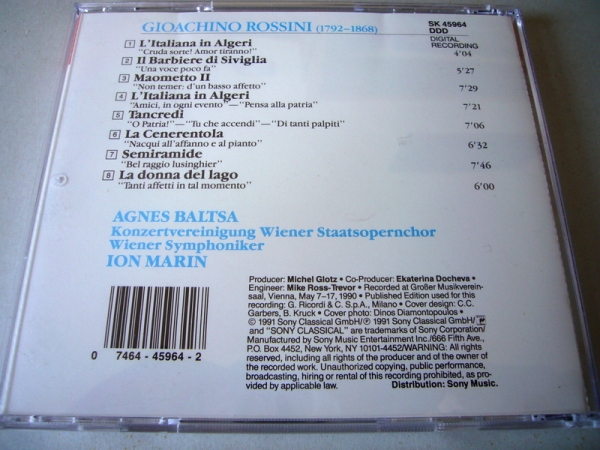 GIOACHINO ROSSINI (1792–1868)
SK 45964
DDD
DIGITAL
RECORDING
1 L'Italiana in Algeri 4'04
"Cruda sorte! Amor tiranno!"
2 Il Barbiere di Siviglia 5'27
"Una voce poco fa"
3 Maometto II 7'29
"Non temer: d'un basso affetto"
4 L'Italiana in Algeri 7'21
"Amici, in ogni evento"—"Pensa alla patria"
5 Tancredi 7'06
"O Patria!"—"Tu che accendi"—"Di tanti palpiti"
6 La Cenerentola 6'32
"Nacqui all'affanno e al pianto"
7 Semiramide 7'46
"Bel raggio lusinghier"
8 La donna del lago 6'00
"Tanti affetti in tal momento"
AGNES BALTSA
Konzertvereinigung Wiener Staatsopernchor
Wiener Symphoniker
ION MARIN
Producer: Michel Glotz • Co-Producer: Ekaterina Docheva •
Engineer: Mike Ross-Trevor • Recorded at Großer Musikverein-
saal, Vienna, May 7–17, 1990 • Published Edition used for this
recording: G. Ricordi & C. S.p.A., Milano • Cover design: C.C.
Garbers, B. Kruck • Cover photo: Dinos Diamantopoulos •
© 1991 Sony Classical GmbH/℗ 1991 Sony Classical GmbH/
and "SONY CLASSICAL" are trademarks of Sony Corporation/
Manufactured by Sony Music Entertainment Inc./666 Fifth Ave.,
P.O. Box 4452, New York, NY 10101-4452/WARNING: All rights
reserved, including all rights of the producer and of the owner of
the recorded work. Unauthorized copying, public performance,
broadcasting, hiring or rental of this recording prohibited, as pro-
vided by applicable law.
Distribution: Sony Music.
0 7464-45964-2